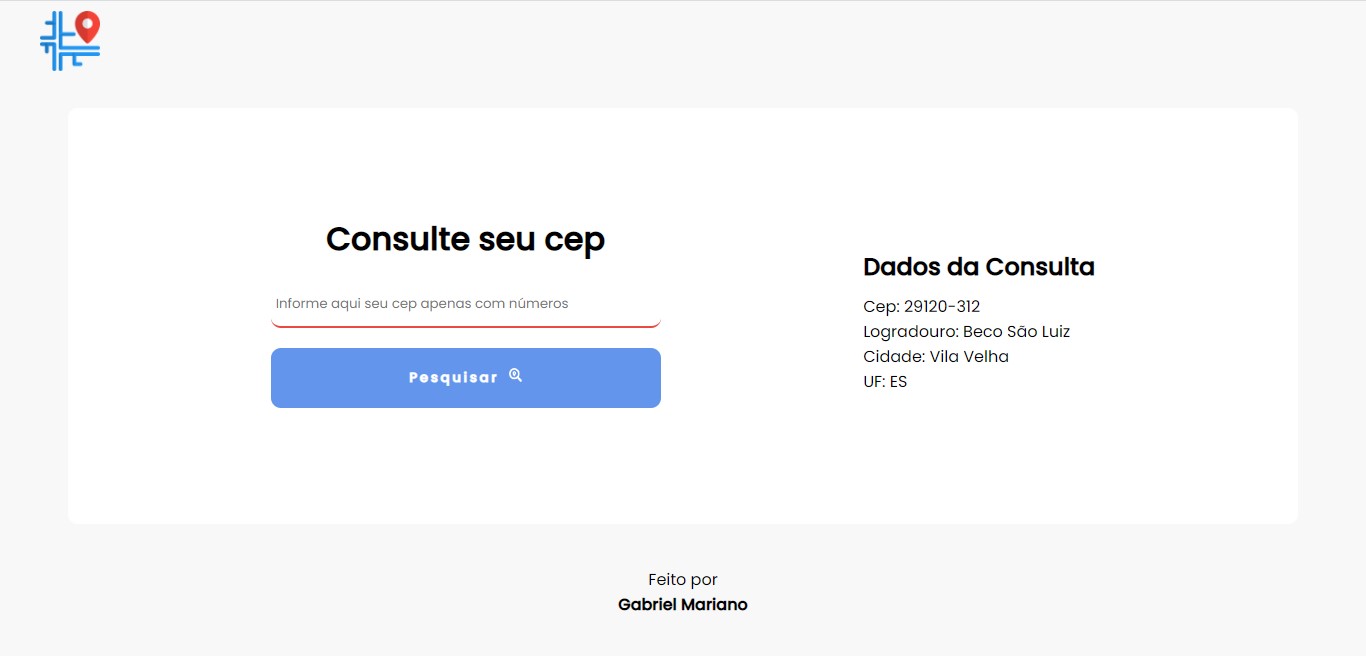 Consulte seu cep
Informe aqui seu cep apenas com números
Pesquisar
Dados da Consulta
Cep: 29120-312
Logradouro: Beco São Luiz
Cidade: Vila Velha
UF: ES
Feito por
Gabriel Mariano